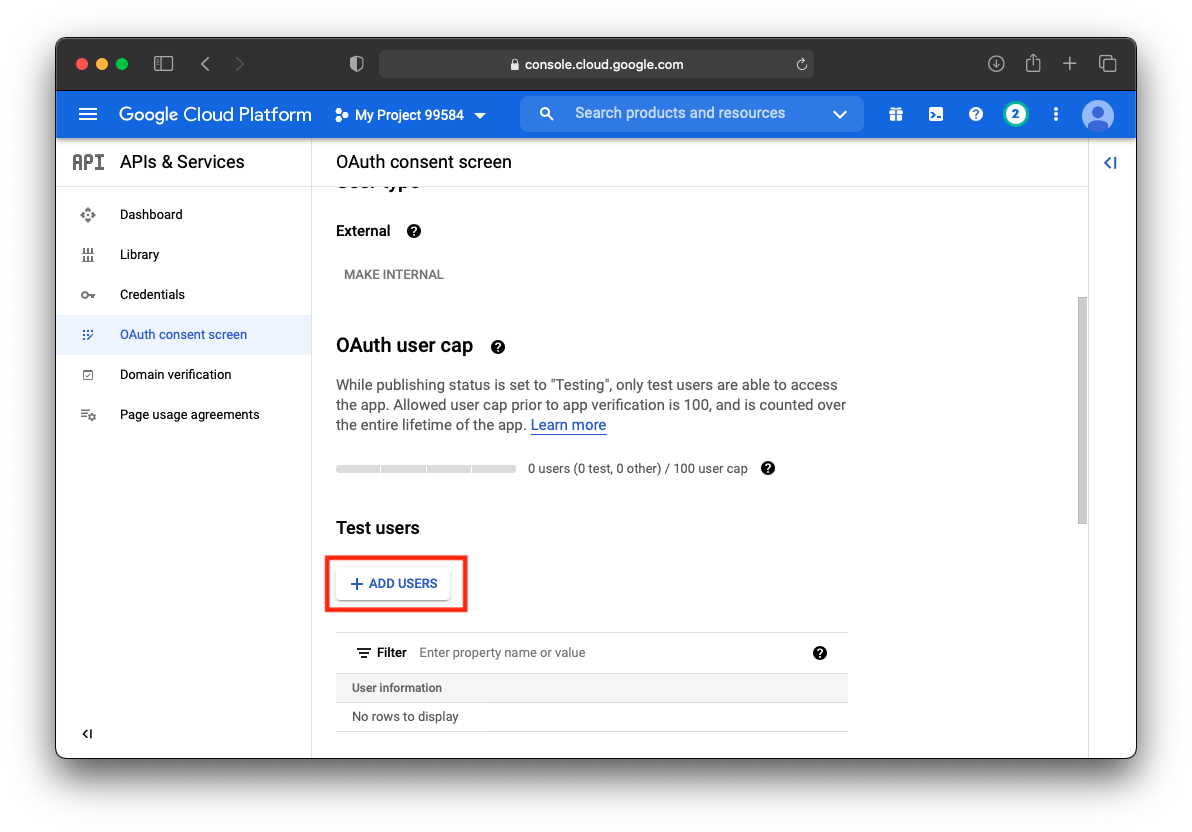 console.cloud.google.com
Google Cloud Platform
My Project 99584
Search products and resources
2
API APIs & Services
OAuth consent screen
Dashboard
Library
Credentials
OAuth consent screen
Domain verification
Page usage agreements
User type
External
MAKE INTERNAL
OAuth user cap
While publishing status is set to "Testing", only test users are able to access
the app. Allowed user cap prior to app verification is 100, and is counted over
the entire lifetime of the app. Learn more
0 users (0 test, 0 other) / 100 user cap
Test users
+ ADD USERS
Filter Enter property name or value
User information
No rows to display